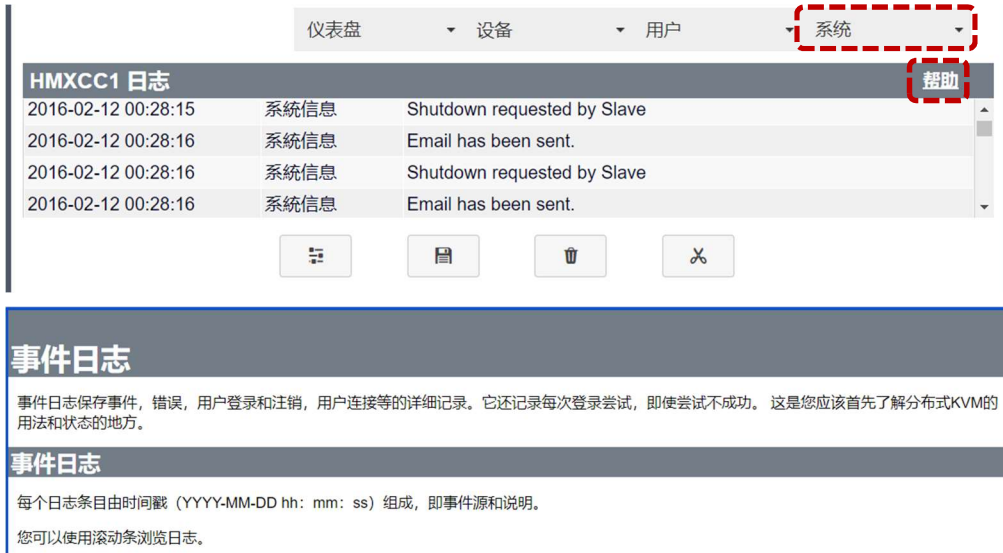 仪表盘 设备 用户 系统
HMXCC1 日志 帮助
2016-02-12 00:28:15 系統信息 Shutdown requested by Slave
2016-02-12 00:28:16 系統信息 Email has been sent.
2016-02-12 00:28:16 系統信息 Shutdown requested by Slave
2016-02-12 00:28:16 系統信息 Email has been sent.
事件日志
事件日志保存事件，错误，用户登录和注销，用户连接等的详细记录。它还记录每次登录尝试，即使尝试不成功。 这是您应该首先了解分布式KVM的
用法和状态的地方。
事件日志
每个日志条目由时间戳（YYYY-MM-DD hh：mm：ss）组成，即事件源和说明。
您可以使用滚动条浏览日志。